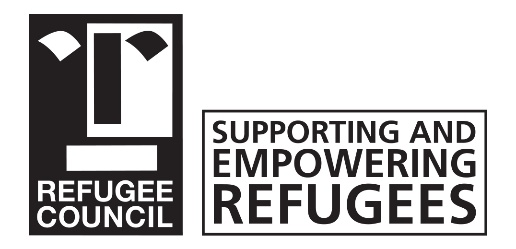 REFUGEE
COUNCIL
SUPPORTING AND
EMPOWERING
REFUGEES